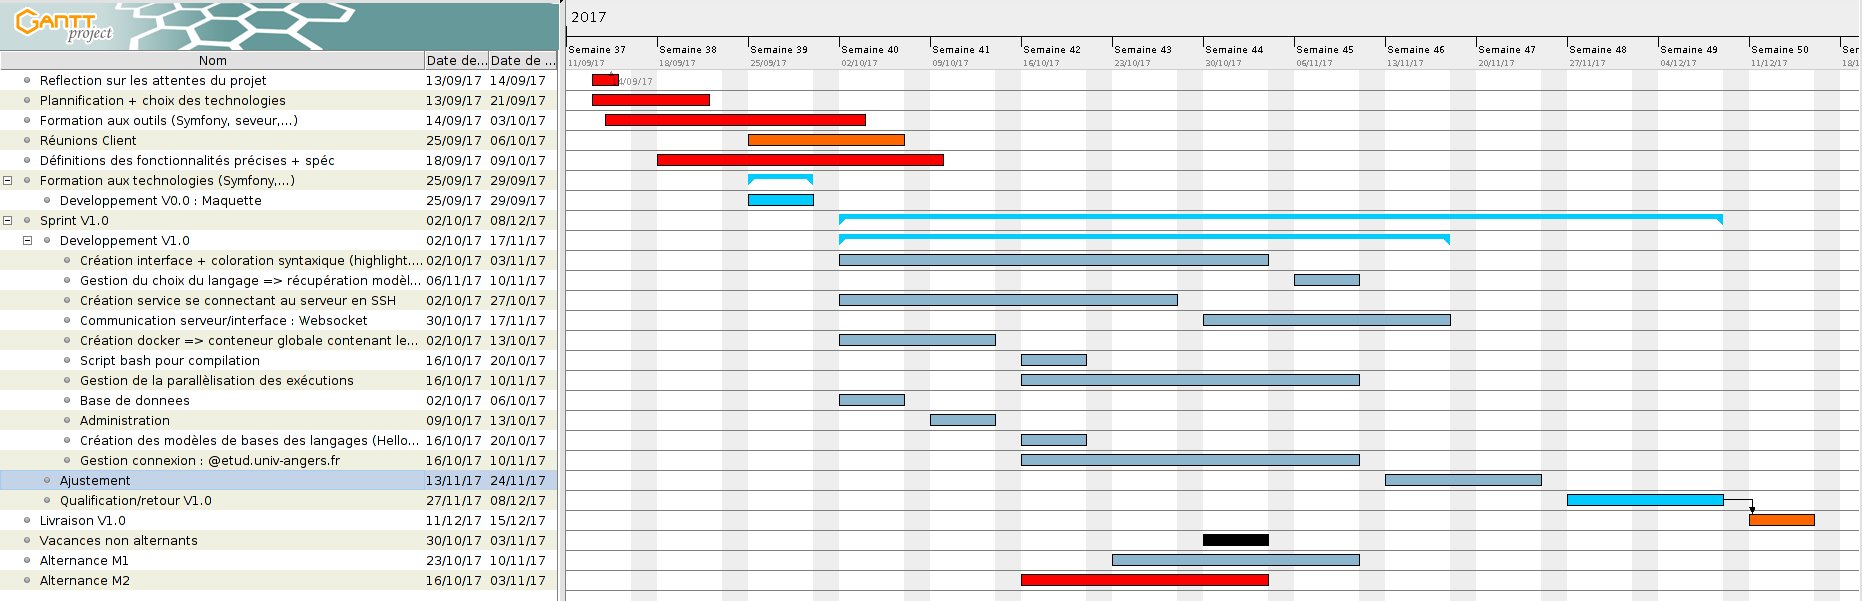 GANTT
project
2017
Semaine 37 Semaine 38 Semaine 39 Semaine 40 Semaine 41 Semaine 42 Semaine 43 Semaine 44 Semaine 45 Semaine 46 Semaine 47 Semaine 48 Semaine 49 Semaine 50 Ser
11/09/17 18/09/17 25/09/17 02/10/17 09/10/17 16/10/17 23/10/17 30/10/17 06/11/17 13/11/17 20/11/17 27/11/17 04/12/17 11/12/17 18/1
Nom Date de... Date de ...
Reflection sur les attentes du projet 13/09/17 14/09/17 14/09/17
Plannification + choix des technologies 13/09/17 21/09/17
Formation aux outils (Symfony, seveur,...) 14/09/17 03/10/17
Réunions Client 25/09/17 06/10/17
Définitions des fonctionnalités précises + spéc 18/09/17 09/10/17
Formation aux technologies (Symfony,...) 25/09/17 29/09/17
Developpement V0.0 : Maquette 25/09/17 29/09/17
Sprint V1.0 02/10/17 08/12/17
Developpement V1.0 02/10/17 17/11/17
Création interface + coloration syntaxique (highlight.... 02/10/17 03/11/17
Gestion du choix du langage => récupération modèl... 06/11/17 10/11/17
Création service se connectant au serveur en SSH 02/10/17 27/10/17
Communication serveur/interface : Websocket 30/10/17 17/11/17
Création docker => conteneur globale contenant le... 02/10/17 13/10/17
Script bash pour compilation 16/10/17 20/10/17
Gestion de la parallèlisation des exécutions 16/10/17 10/11/17
Base de donnees 02/10/17 06/10/17
Administration 09/10/17 13/10/17
Création des modèles de bases des langages (Hello... 16/10/17 20/10/17
Gestion connexion : @etud.univ-angers.fr 16/10/17 10/11/17
Ajustement 13/11/17 24/11/17
Qualification/retour V1.0 27/11/17 08/12/17
Livraison V1.0 11/12/17 15/12/17
Vacances non alternants 30/10/17 03/11/17
Alternance M1 23/10/17 10/11/17
Alternance M2 16/10/17 03/11/17